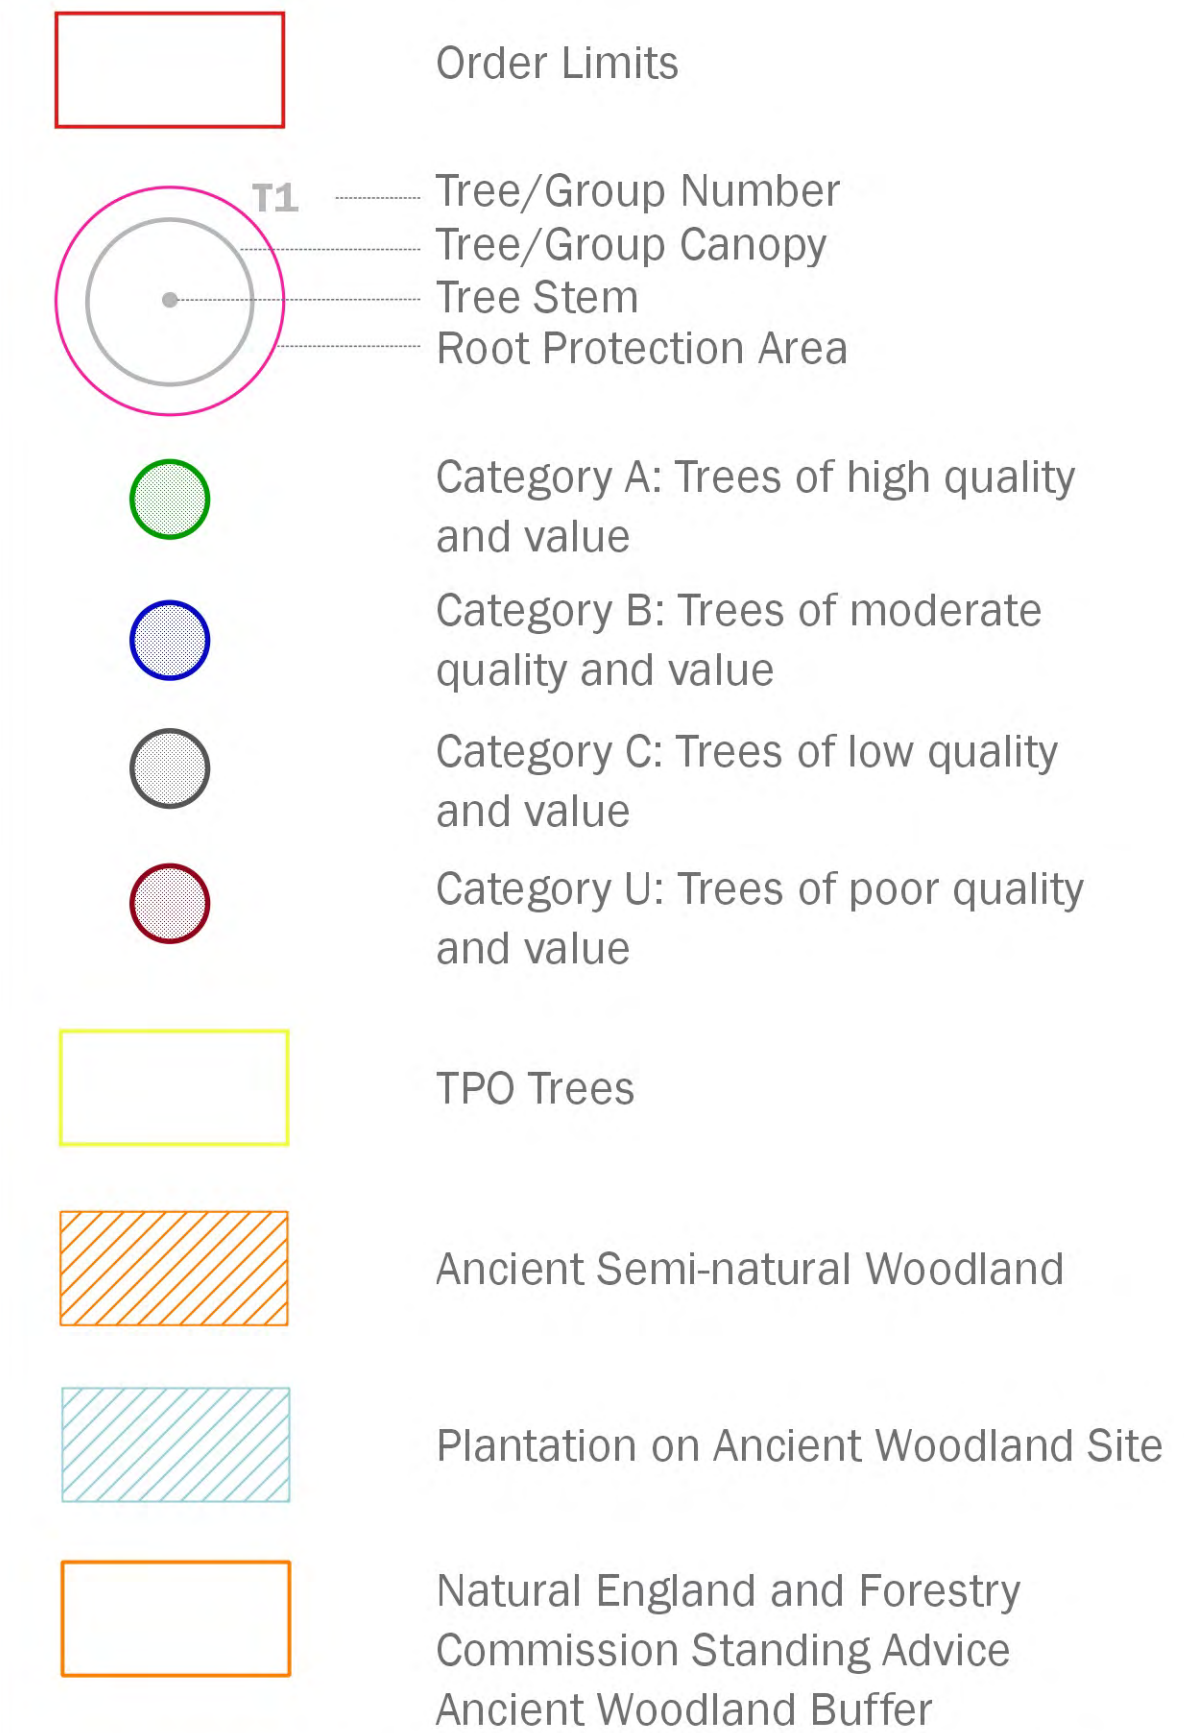 Order Limits
T1
Tree/Group Number
Tree/Group Canopy
Tree Stem
Root Protection Area
Category A: Trees of high quality
and value
Category B: Trees of moderate
quality and value
Category C: Trees of low quality
and value
Category U: Trees of poor quality
and value
TPO Trees
Ancient Semi-natural Woodland
Plantation on Ancient Woodland Site
Natural England and Forestry
Commission Standing Advice
Ancient Woodland Buffer